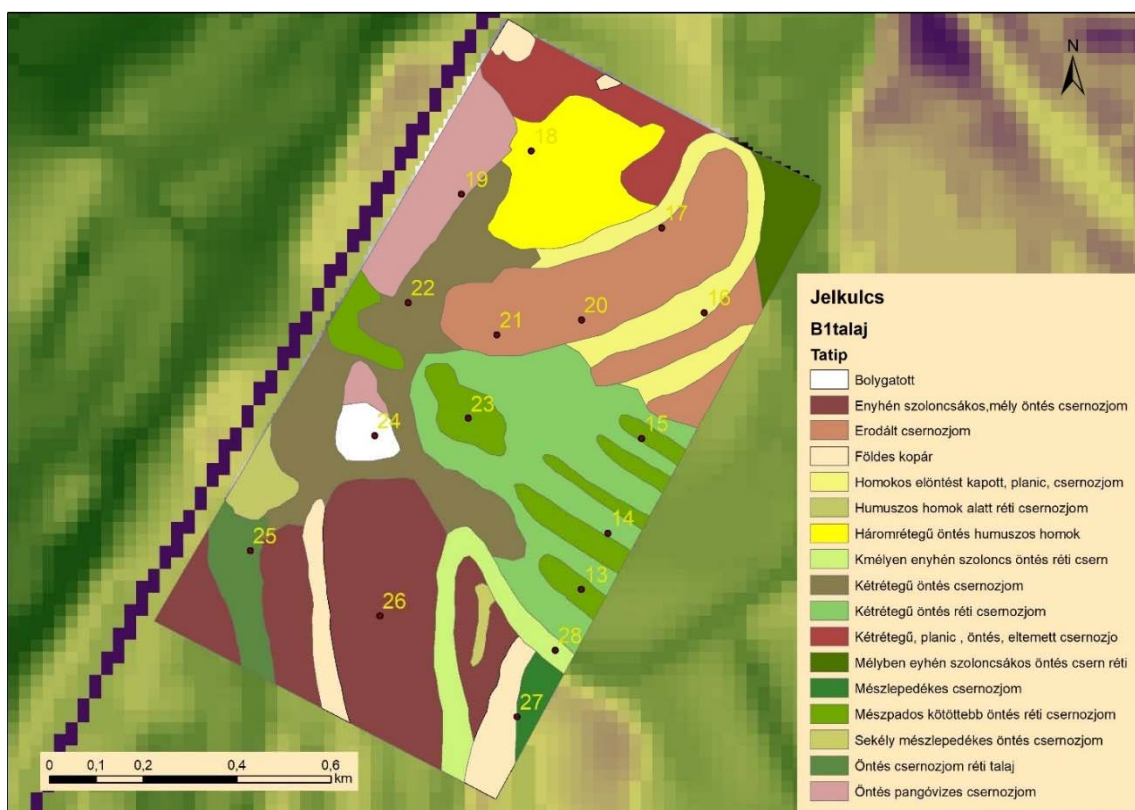 N
18
19
17
22
16
20
21
23
24
15
14
25
13
26
28
27
Jelkulcs
B1talaj
Tatip
Bolygatott
Enyhén szoloncsákos,mély öntés csernozjom
Erodált csernozjom
Földes kopár
Homokos elöntést kapott, planic, csernozjom
Humuszos homok alatt réti csernozjom
Háromrétegű öntés humuszos homok
Kmélyen enyhén szoloncs öntés réti csern
Kétrétegű öntés csernozjom
Kétrétegű öntés réti csernozjom
Kétrétegű, planic , öntés, eltemett csernozjo
Mélyben eyhén szoloncsákos öntés csern réti
Mészlepedékes csernozjom
Mészpados kötöttebb öntés réti csernozjom
Sekély mészlepedékes öntés csernozjom
Öntés csernozjom réti talaj
Öntés pangóvizes csernozjom
0 0,1 0,2 0,4 0,6
km